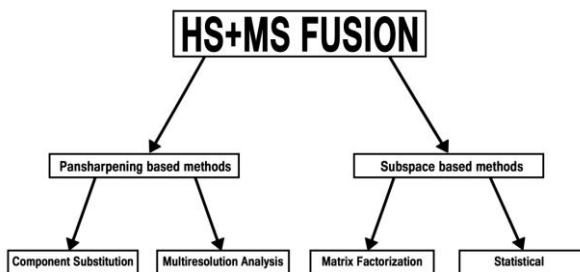 HS+MS FUSION
Pansharpening based methods
Subspace based methods
Component Substitution
Multiresolution Analysis
Matrix Factorization
Statistical